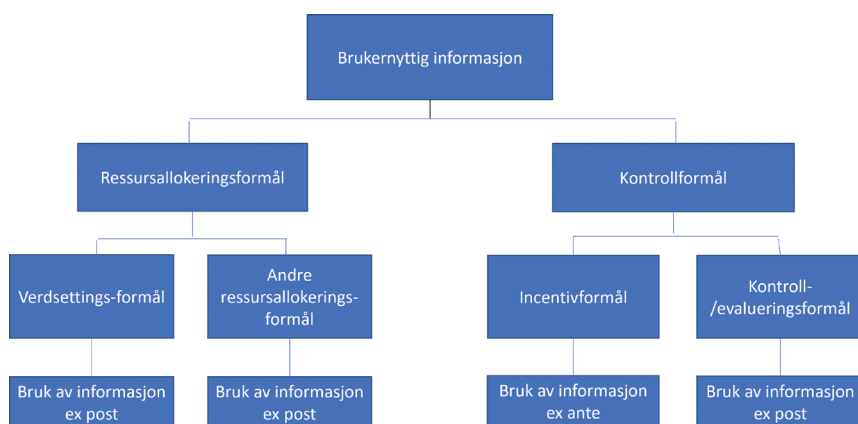 Brukernyttig informasjon
Ressursallokeringsformål
Kontrollformål
Verdsettings-formål
Andre
ressursallokerings-
formål
Incentivformål
Kontroll-
/evalueringsformål
Bruk av informasjon
ex post
Bruk av informasjon
ex post
Bruk av informasjon
ex ante
Bruk av informasjon
ex post